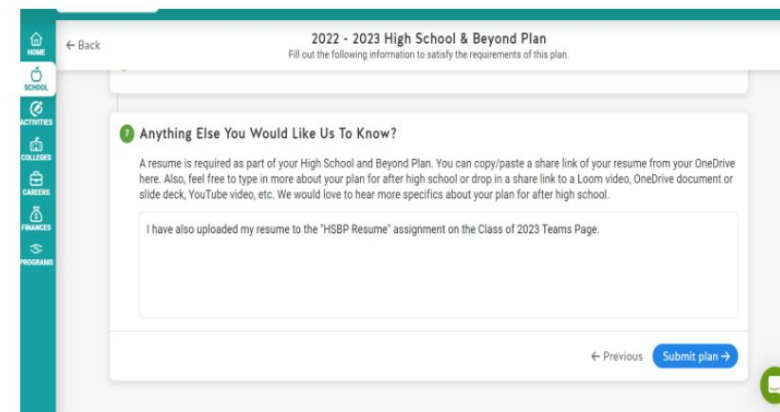 ← Back
2022 - 2023 High School & Beyond Plan
Fill out the following information to satisfy the requirements of this plan.
HOME
SCHOOL
ACTIVITIES
COLLEGES
CAREERS
FINANCES
PROGRAMS
7 Anything Else You Would Like Us To Know?
A resume is required as part of your High School and Beyond Plan. You can copy/paste a share link of your resume from your OneDrive
here. Also, feel free to type in more about your plan for after high school or drop in a share link to a Loom video, OneDrive document or
slide deck, YouTube video, etc. We would love to hear more specifics about your plan for after high school.
I have also uploaded my resume to the "HSBP Resume" assignment on the Class of 2023 Teams Page.
← Previous Submit plan →